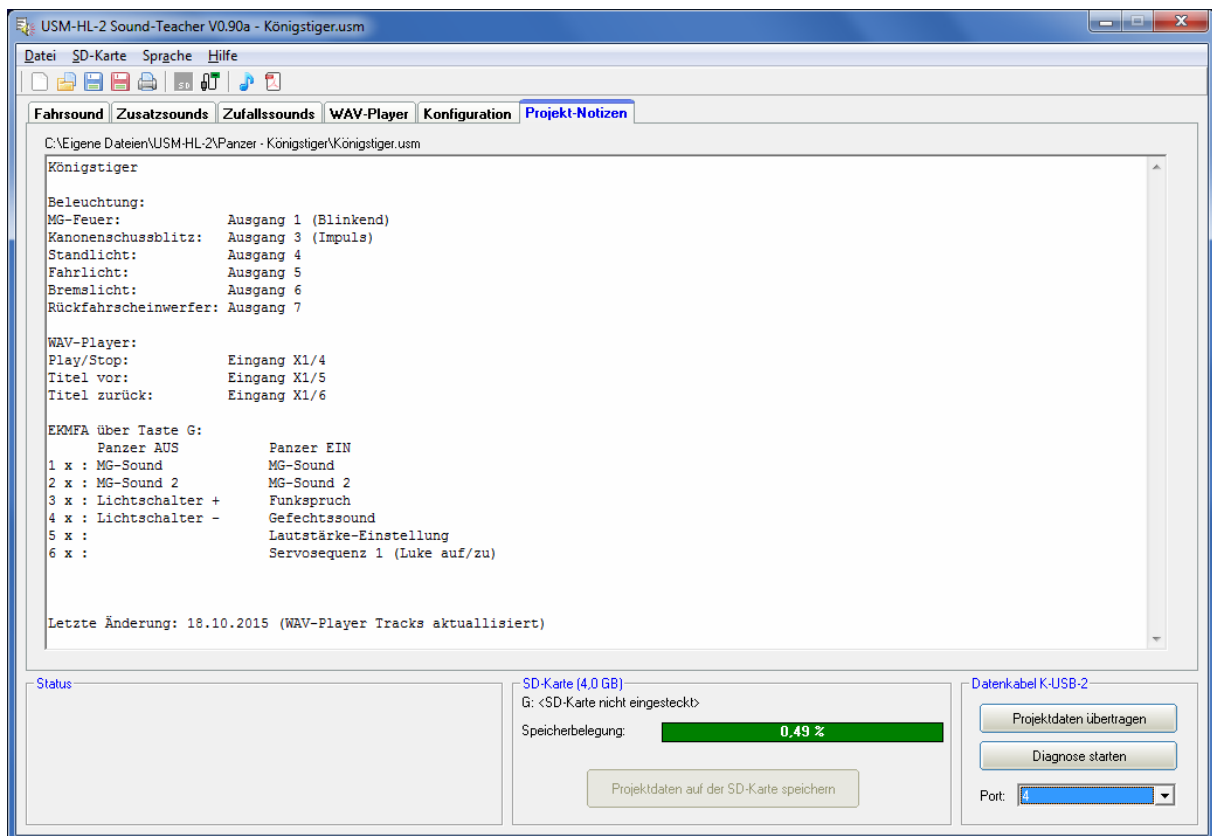 USM-HL-2 Sound-Teacher V0.90a - Königstiger.usm
Datei SD-Karte Sprache Hilfe
Fahrsound Zusatzsounds Zufallssounds WAV-Player Konfiguration Projekt-Notizen
C:\Eigene Dateien\USM-HL-2\Panzer - Königstiger\Königstiger.usm
Königstiger
Beleuchtung:
MG-Feuer: Ausgang 1 (Blinkend)
Kanonenschussblitz: Ausgang 3 (Impuls)
Standlicht: Ausgang 4
Fahrlicht: Ausgang 5
Bremslicht: Ausgang 6
Rückfahrscheinwerfer: Ausgang 7
WAV-Player:
Play/Stop: Eingang X1/4
Titel vor: Eingang X1/5
Titel zurück: Eingang X1/6
EKMFA über Taste G:
Panzer AUS Panzer EIN
1 x : MG-Sound MG-Sound
2 x : MG-Sound 2 MG-Sound 2
3 x : Lichtschalter + Funkspruch
4 x : Lichtschalter - Gefechtssound
5 x : Lautstärke-Einstellung
6 x : Servosequenz 1 (Luke auf/zu)
Letzte Änderung: 18.10.2015 (WAV-Player Tracks aktuallisiert)
Status
SD-Karte (4,0 GB)
G: <SD-Karte nicht eingesteckt>
Speicherbelegung: 0,49 %
Projektdaten auf der SD-Karte speichern
Datenkabel K-USB-2
Projektdaten übertragen
Diagnose starten
Port: 4